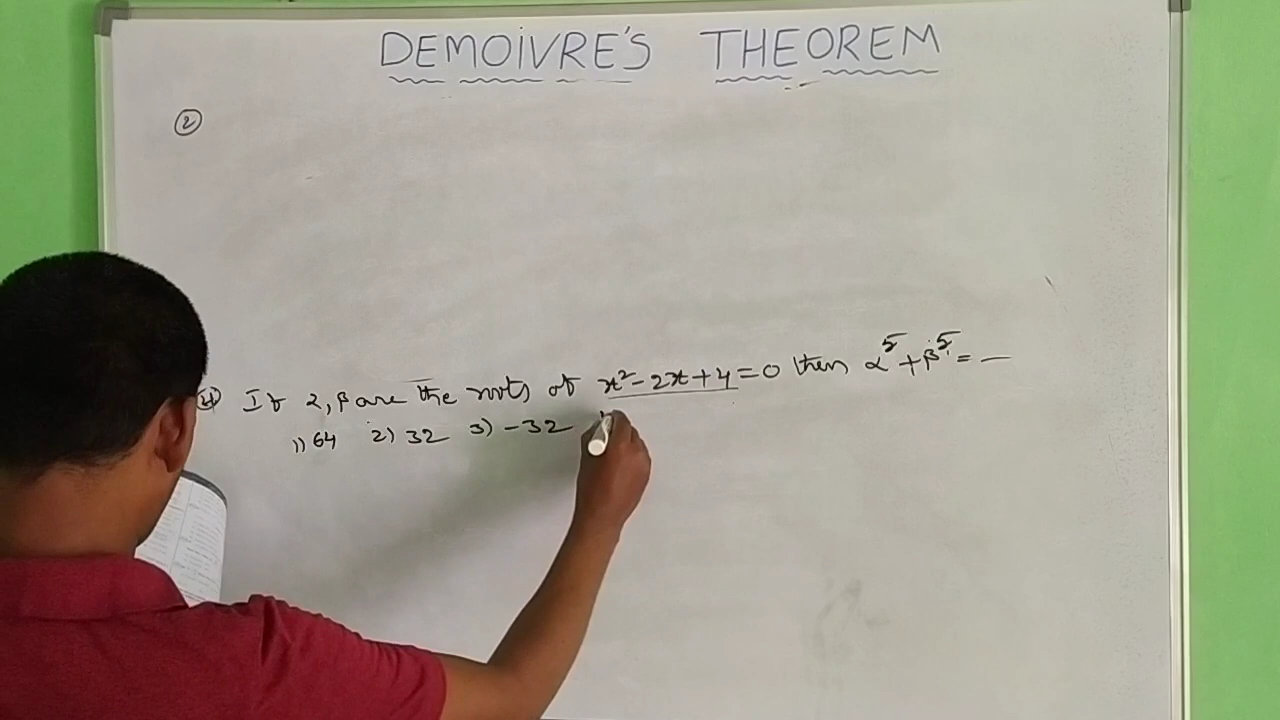 DEMOIVRE'S THEOREM
②
④ If α, β are the roots of x²-2x+4=0 then α⁵+β⁵= —
1) 64 2) 32 3) -32